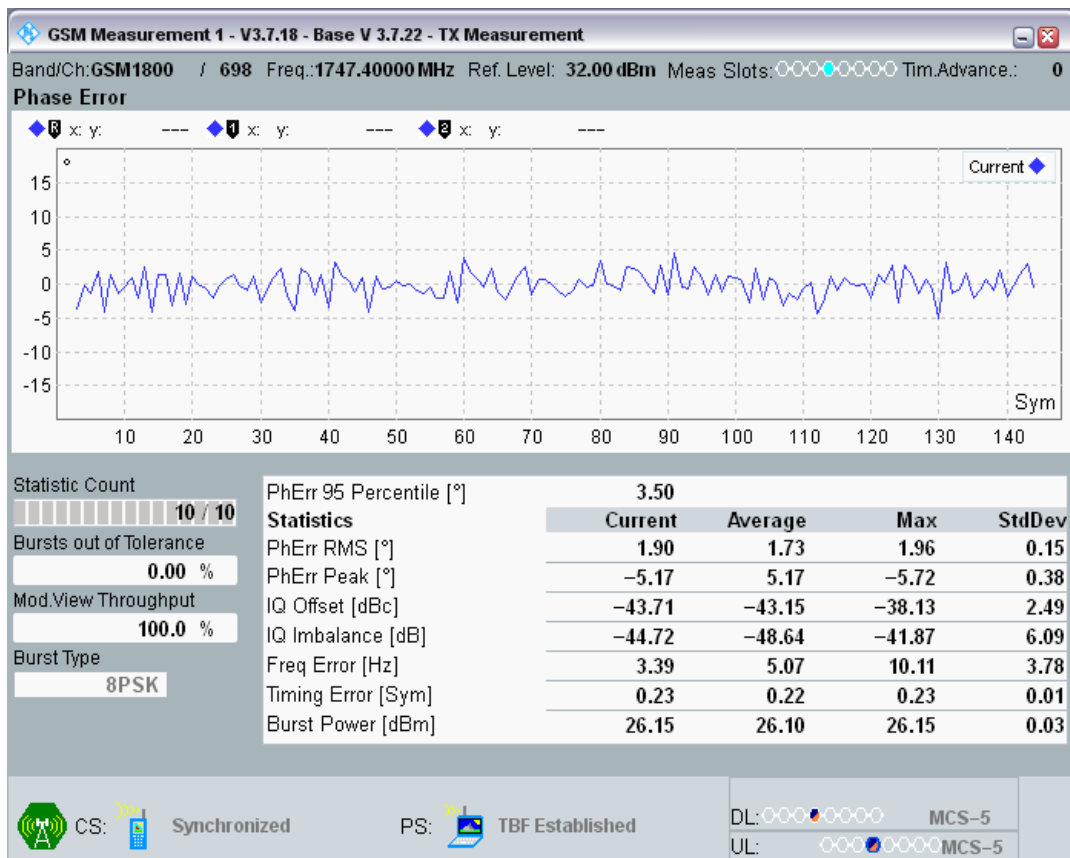 GSM Measurement 1 - V3.7.18 - Base V 3.7.22 - TX Measurement
Band/Ch:GSM1800 / 698 Freq.:1747.40000 MHz Ref. Level: 32.00 dBm Meas Slots: Tim.Advance.: 0
Phase Error
R x: y: --- 1 x: y: --- 2 x: y: ---
°
Current
15
10
5
0
-5
-10
-15
Sym
10 20 30 40 50 60 70 80 90 100 110 120 130 140
Statistic Count
10 / 10
Bursts out of Tolerance
0.00 %
Mod.View Throughput
100.0 %
Burst Type
8PSK
PhErr 95 Percentile [°] 3.50
Statistics Current Average Max StdDev
PhErr RMS [°] 1.90 1.73 1.96 0.15
PhErr Peak [°] −5.17 5.17 −5.72 0.38
IQ Offset [dBc] −43.71 −43.15 −38.13 2.49
IQ Imbalance [dB] −44.72 −48.64 −41.87 6.09
Freq Error [Hz] 3.39 5.07 10.11 3.78
Timing Error [Sym] 0.23 0.22 0.23 0.01
Burst Power [dBm] 26.15 26.10 26.15 0.03
CS: Synchronized PS: TBF Established
DL: MCS−5
UL: MCS−5